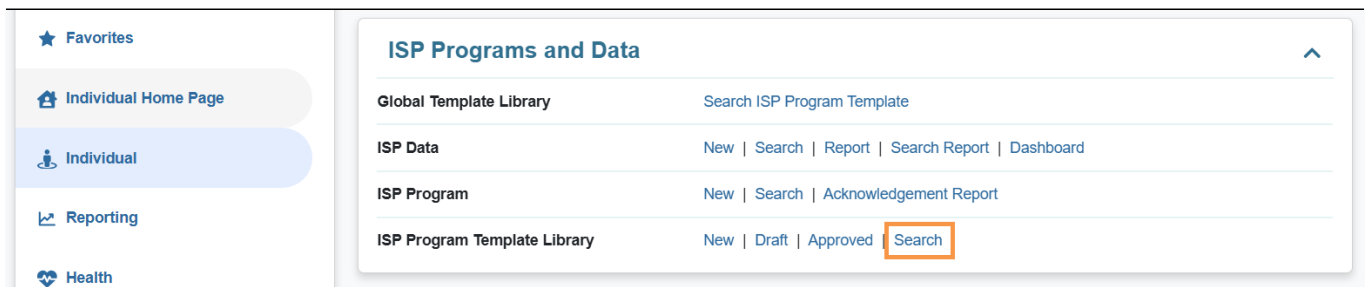 Favorites
Individual Home Page
Individual
Reporting
Health
ISP Programs and Data
Global Template Library Search ISP Program Template
ISP Data New | Search | Report | Search Report | Dashboard
ISP Program New | Search | Acknowledgement Report
ISP Program Template Library New | Draft | Approved | Search